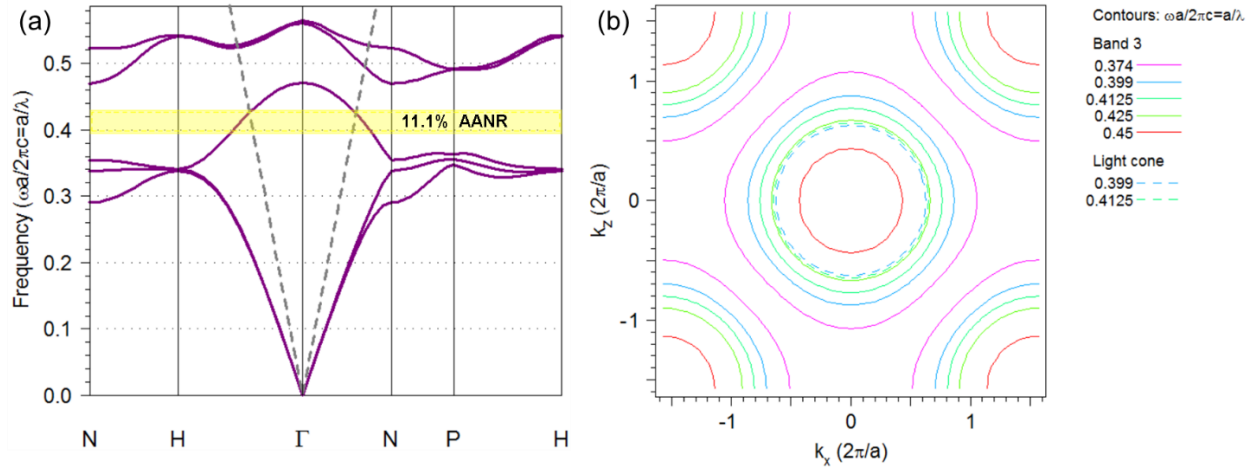 (a)
Frequency (ωa/2πc=a/λ)
0.5
0.4
0.3
0.2
0.1
0.0
11.1% AANR
N H Γ N P H
(b)
k_z (2π/a)
1
0
-1
-1 0 1
k_x (2π/a)
Contours: ωa/2πc=a/λ
Band 3
0.374
0.399
0.4125
0.425
0.45
Light cone
0.399
0.4125